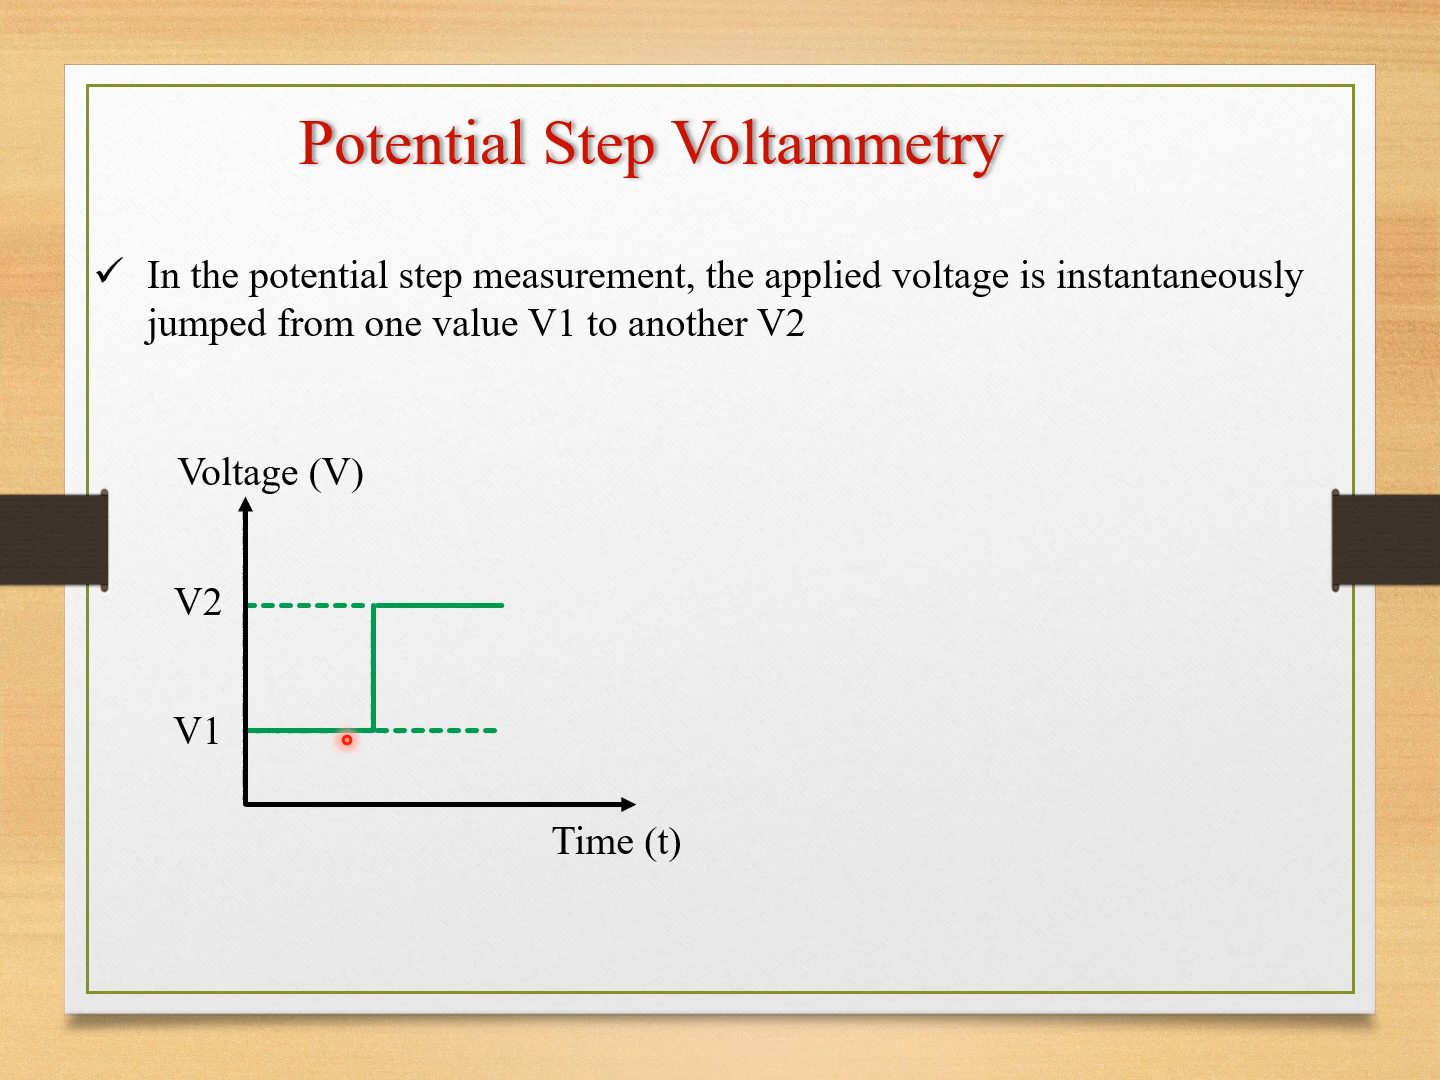 Potential Step Voltammetry
✓ In the potential step measurement, the applied voltage is instantaneously
jumped from one value V1 to another V2
Voltage (V)
V2
V1
Time (t)